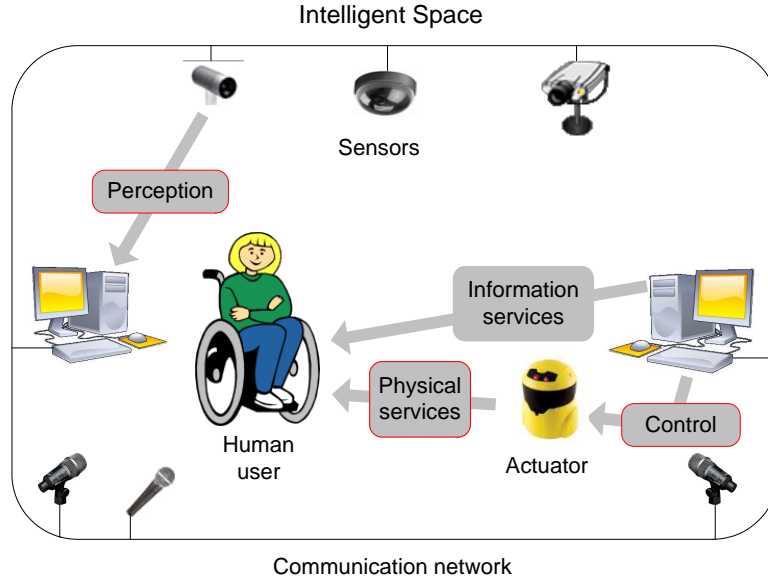 Intelligent Space
Sensors
Perception
Information
services
Physical
services
Control
Human
user
Actuator
Communication network